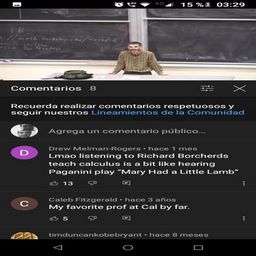 15 % 03:29
Comentarios 8
Recuerda realizar comentarios respetuosos y
seguir nuestros Lineamientos de la Comunidad
Agrega un comentario público...
D
Drew Melman-Rogers • hace 1 mes
Lmao listening to Richard Borcherds
teach calculus is a bit like hearing
Paganini play "Mary Had a Little Lamb"
13
C
Caleb Fitzgerald • hace 3 años
My favorite prof at Cal by far.
5
timduncankobebryant • hace 8 meses